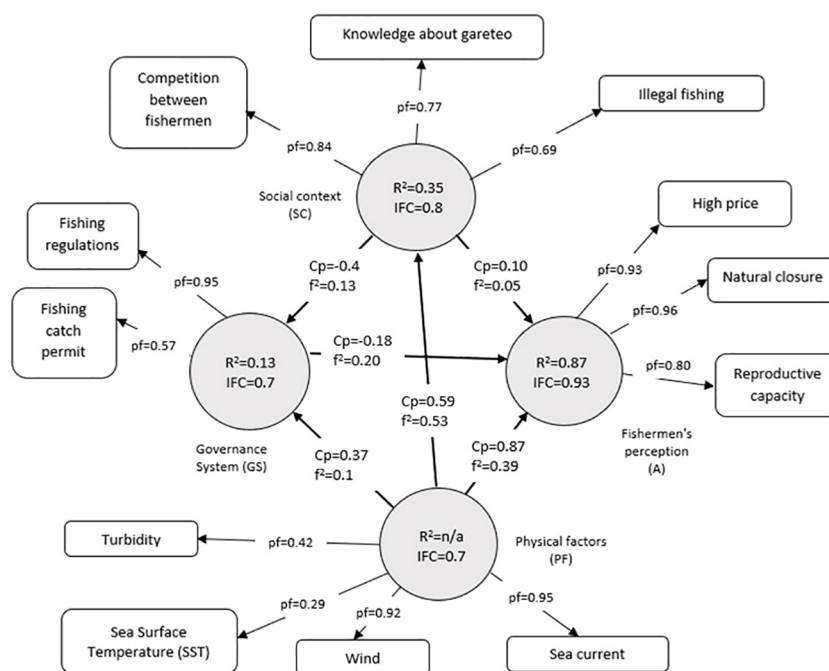 Knowledge about gareteo
Competition
between
fishermen
Illegal fishing
pf=0.77
pf=0.84
pf=0.69
Social context
(SC)
R²=0.35
IFC=0.8
High price
Fishing
regulations
Natural closure
pf=0.95
pf=0.93
Cp=-0.4
f²=0.13
Cp=0.10
f²=0.05
pf=0.96
Fishing
catch
permit
pf=0.57
Cp=-0.18
f²=0.20
R²=0.13
IFC=0.7
R²=0.87
IFC=0.93
pf=0.80
Reproductive
capacity
Cp=0.59
f²=0.53
Governance
System (GS)
Cp=0.37
f²=0.1
Cp=0.87
f²=0.39
Fishermen's
perception
(A)
Turbidity
pf=0.42
R²=n/a
IFC=0.7
Physical factors
(PF)
pf=0.29
pf=0.92
pf=0.95
Sea Surface
Temperature (SST)
Wind
Sea current